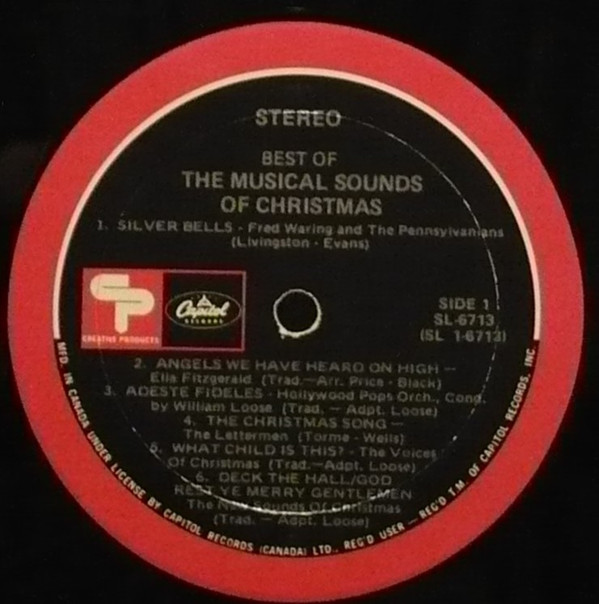 STEREO
BEST OF
THE MUSICAL SOUNDS
OF CHRISTMAS
1. SILVER BELLS - Fred Waring and The Pennsylvanians
(Livingston - Evans)
CREATIVE PRODUCTS
Capitol
RECORDS
SIDE 1
SL-6713
(SL 1-6713)
2. ANGELS WE HAVE HEARD ON HIGH —
Ella Fitzgerald (Trad.—Arr. Price - Black)
3. ADESTE FIDELES - Hollywood Pops Orch., Cond.
by William Loose (Trad. — Adpt. Loose)
4. THE CHRISTMAS SONG —
The Lettermen (Torme - Wells)
5. WHAT CHILD IS THIS? - The Voices
Of Christmas (Trad.—Adpt. Loose)
6. DECK THE HALL/GOD
REST YE MERRY GENTLEMEN
The New Sounds Of Christmas
(Trad. — Adpt. Loose)
MFD. IN CANADA UNDER LICENSE BY CAPITOL RECORDS (CANADA) LTD., REG'D USER — REG'D T.M. OF CAPITOL RECORDS, INC.